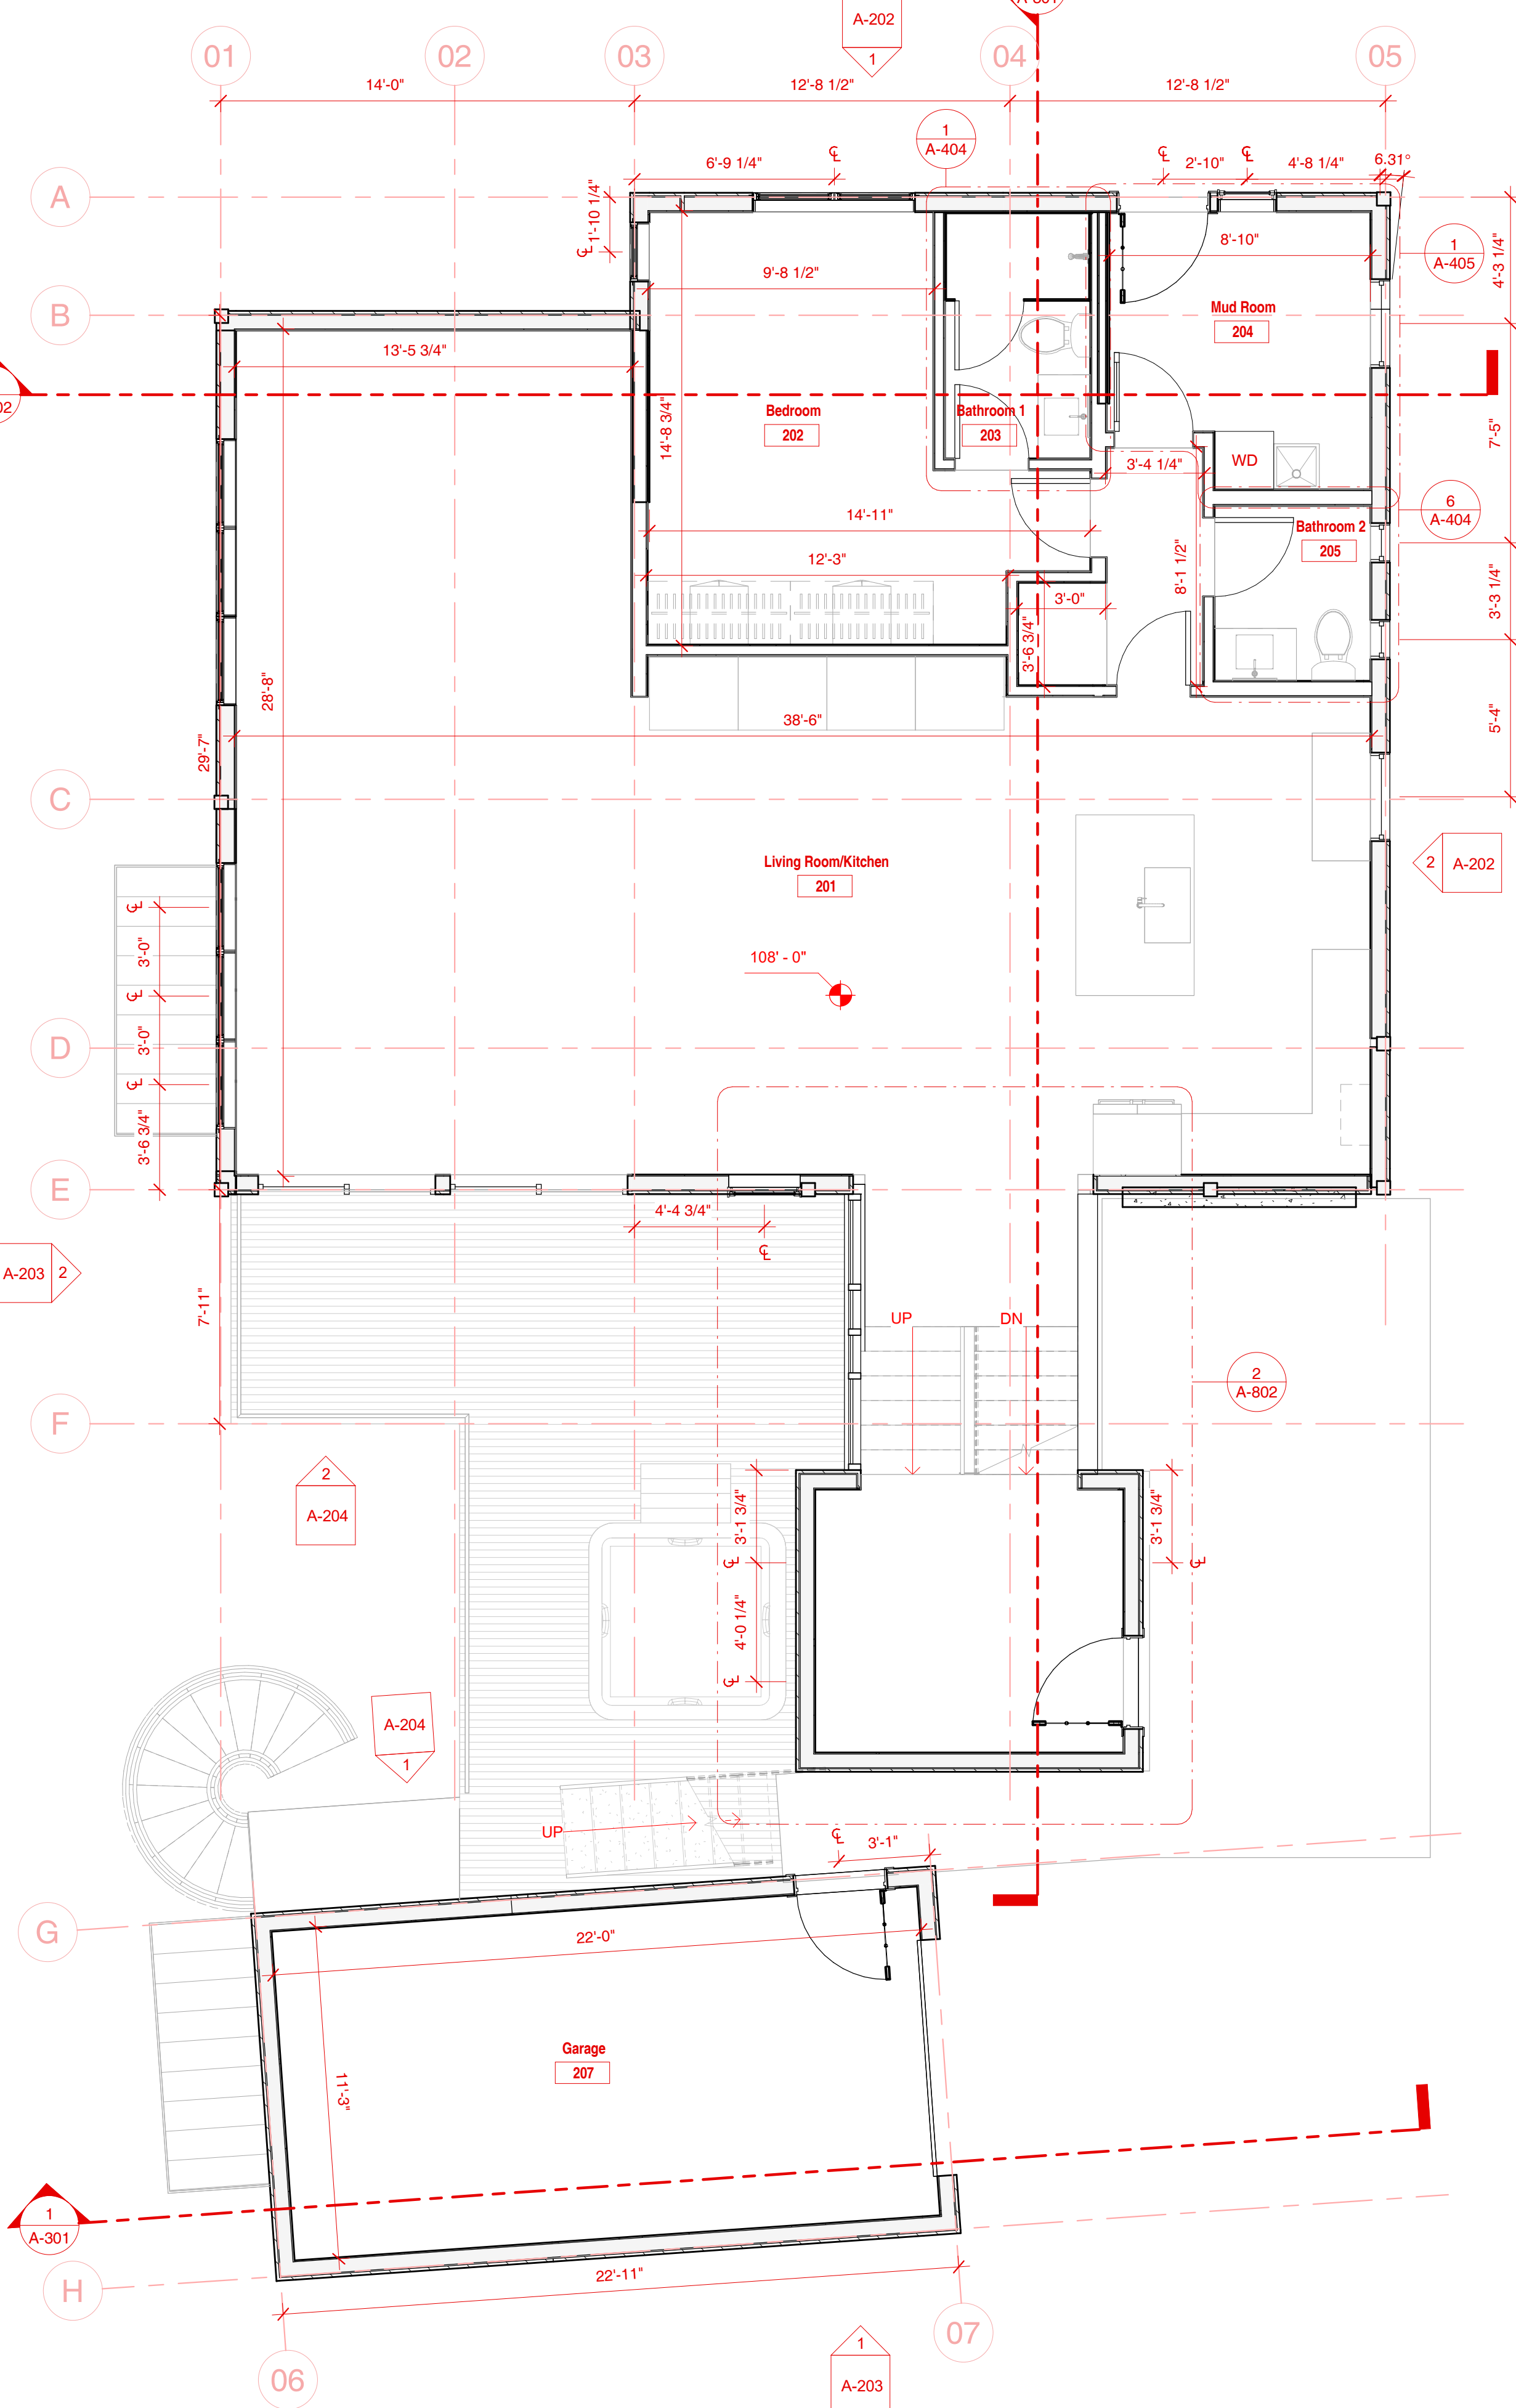 A-301
A-202
1
01
02
03
04
05
14'-0"
12'-8 1/2"
12'-8 1/2"
1
A-404
6'-9 1/4"
2'-10"
4'-8 1/4"
6.31°
A
1'-10 1/4"
8'-10"
1
A-405
4'-3 1/4"
9'-8 1/2"
B
Mud Room
204
13'-5 3/4"
02
Bedroom
202
Bathroom 1
203
14'-8 3/4"
7'-5"
3'-4 1/4"
WD
6
A-404
14'-11"
Bathroom 2
205
12'-3"
8'-1 1/2"
3'-0"
3'-3 1/4"
3'-6 3/4"
28'-8"
38'-6"
5'-4"
29'-7"
C
Living Room/Kitchen
201
2
A-202
3'-0"
108' - 0"
D
3'-0"
3'-6 3/4"
E
4'-4 3/4"
A-203
2
7'-11"
UP
DN
2
A-802
F
2
A-204
3'-1 3/4"
3'-1 3/4"
4'-0 1/4"
A-204
1
UP
3'-1"
G
22'-0"
Garage
207
11'-3"
1
A-301
H
22'-11"
07
06
1
A-203